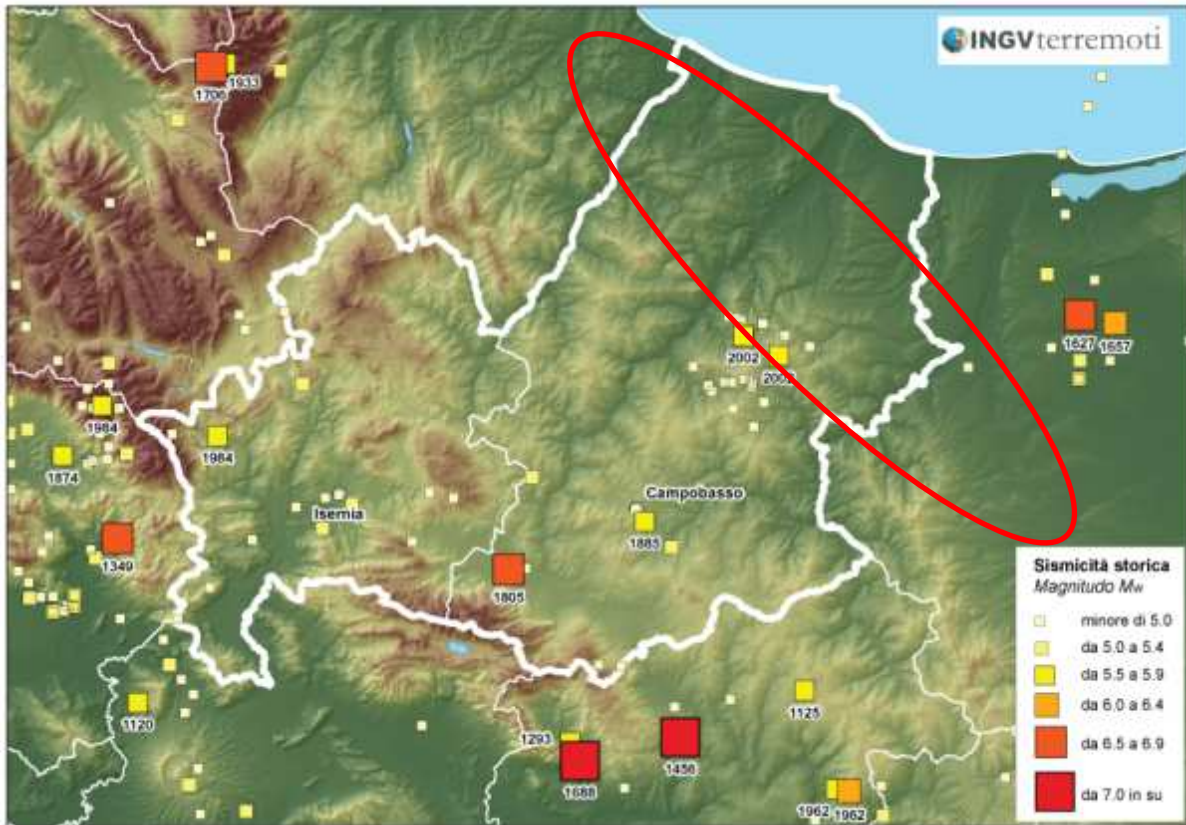 INGVterremoti
1933
1706
1627
1657
2002
2002
1984
1984
1874
Campobasso
Isernia
1885
1349
1805
1120
1125
1293
1456
1688
1962
1962
Sismicità storica
Magnitudo Mw
minore di 5.0
da 5.0 a 5.4
da 5.5 a 5.9
da 6.0 a 6.4
da 6.5 a 6.9
da 7.0 in su